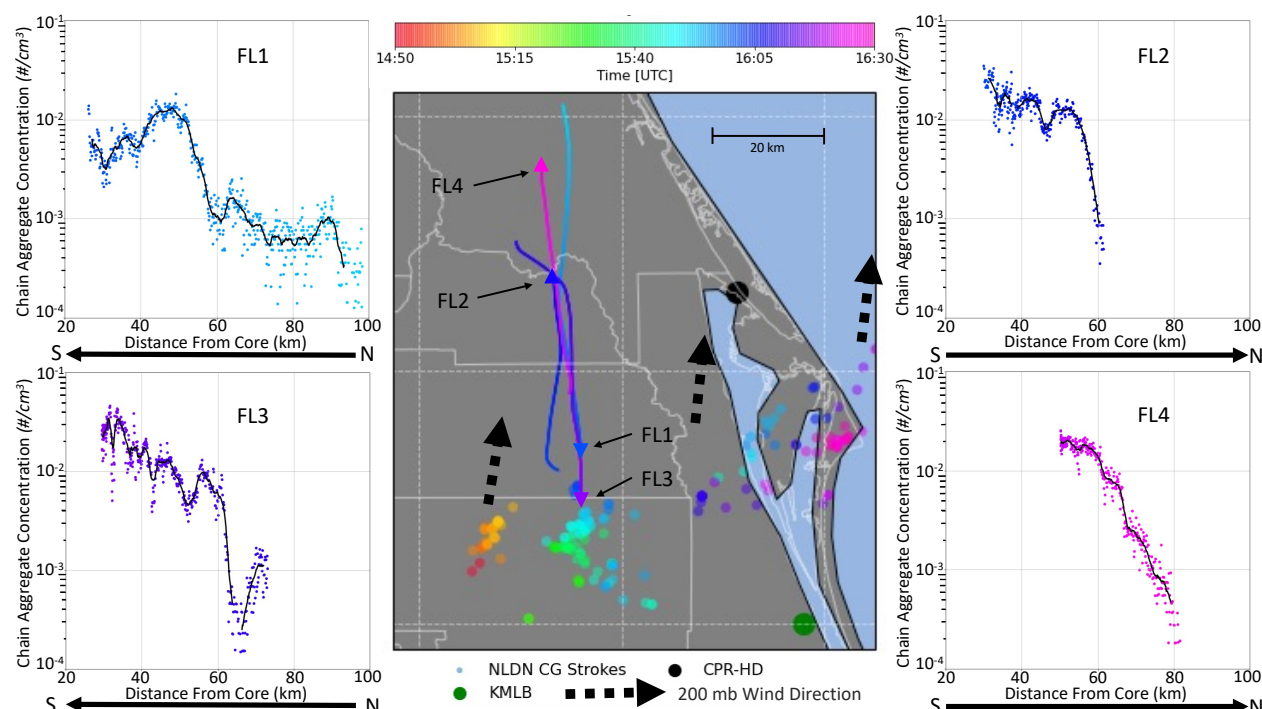 FL1
Chain Aggregate Concentration (#/cm³)
10⁻¹
10⁻²
10⁻³
10⁻⁴
20 40 60 80 100
Distance From Core (km)
S N
14:50 15:15 15:40 16:05 16:30
Time [UTC]
20 km
FL4
FL2
FL1
FL3
NLDN CG Strokes
CPR-HD
KMLB
200 mb Wind Direction
FL2
Chain Aggregate Concentration (#/cm³)
10⁻¹
10⁻²
10⁻³
10⁻⁴
20 40 60 80 100
Distance From Core (km)
S N
FL3
Chain Aggregate Concentration (#/cm³)
10⁻¹
10⁻²
10⁻³
10⁻⁴
20 40 60 80 100
Distance From Core (km)
S N
FL4
Chain Aggregate Concentration (#/cm³)
10⁻¹
10⁻²
10⁻³
10⁻⁴
20 40 60 80 100
Distance From Core (km)
S N